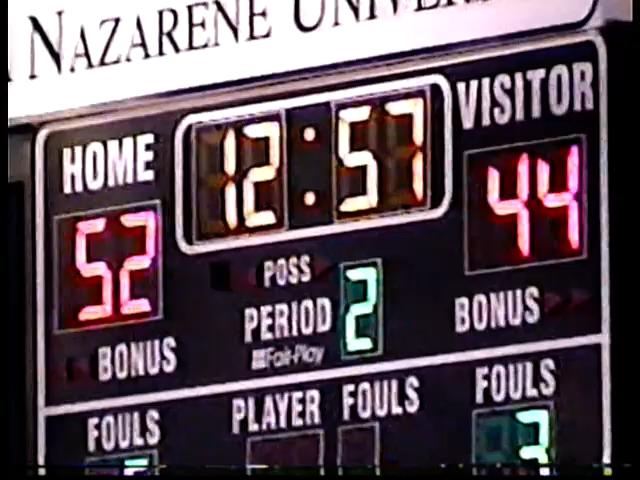 NAZARENE UNIVER
HOME 12:57 VISITOR
52 44
POSS
PERIOD 2
BONUS BONUS
Fair-Play
FOULS PLAYER FOULS FOULS
3